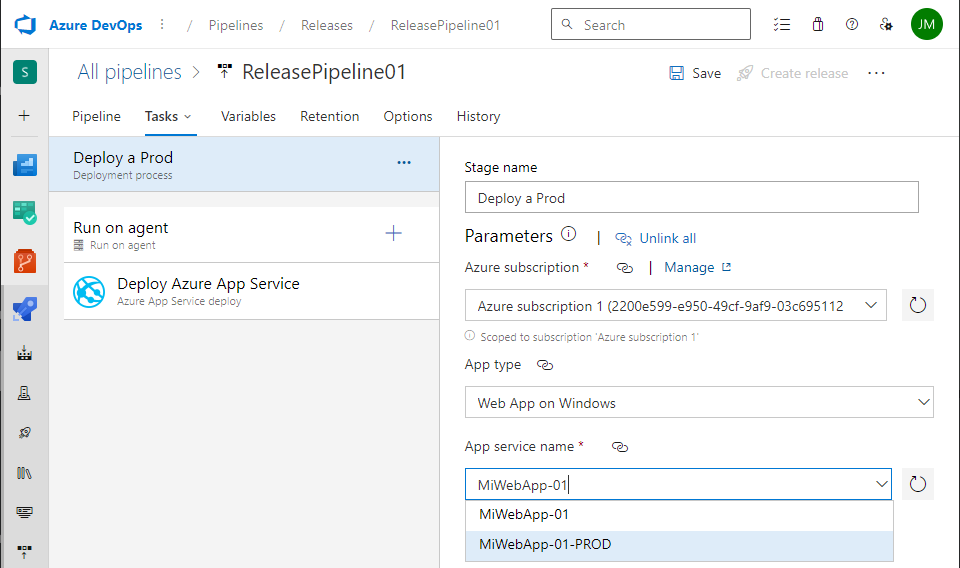 Azure DevOps / Pipelines / Releases / ReleasePipeline01 Search JM
S All pipelines > ReleasePipeline01 Save Create release ...
Pipeline Tasks Variables Retention Options History
Deploy a Prod ...
Deployment process
Run on agent
Run on agent
Deploy Azure App Service
Azure App Service deploy
Stage name
Deploy a Prod
Parameters | Unlink all
Azure subscription * | Manage
Azure subscription 1 (2200e599-e950-49cf-9af9-03c695112
Scoped to subscription 'Azure subscription 1'
App type
Web App on Windows
App service name *
MiWebApp-01
MiWebApp-01
MiWebApp-01-PROD